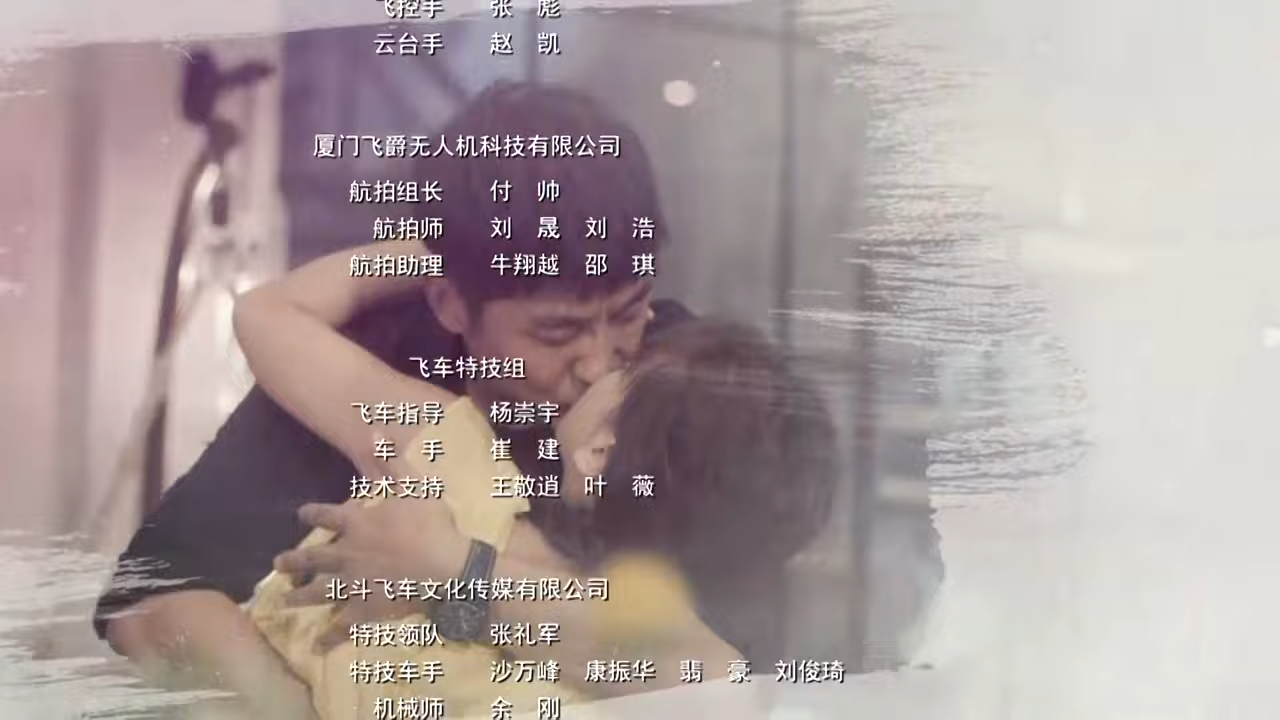 飞控手 张 彪
云台手 赵 凯
厦门飞爵无人机科技有限公司
航拍组长 付 帅
航拍师 刘 晟 刘 浩
航拍助理 牛翔越 邵 琪
飞车特技组
飞车指导 杨崇宇
车 手 崔 建
技术支持 王敬逍 叶 薇
北斗飞车文化传媒有限公司
特技领队 张礼军
特技车手 沙万峰 康振华 翡 豪 刘俊琦
机械师 余 刚